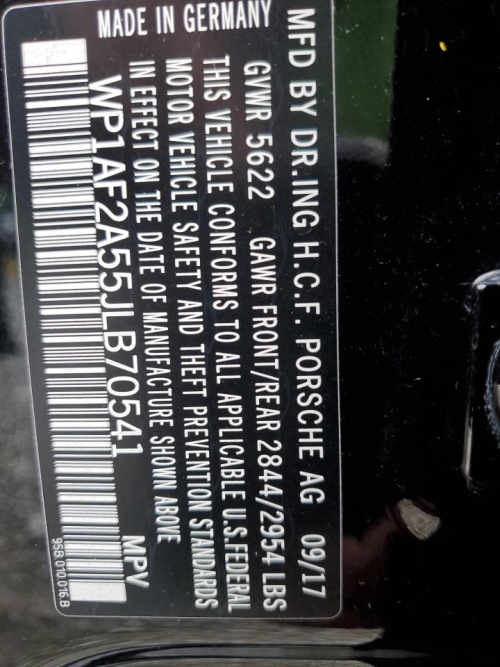 MFD BY DR.ING H.C.F. PORSCHE AG 09/17
GVWR 5622 GAWR FRONT/REAR 2844/2954 LBS
THIS VEHICLE CONFORMS TO ALL APPLICABLE U.S.FEDERAL
MOTOR VEHICLE SAFETY AND THEFT PREVENTION STANDARDS
IN EFFECT ON THE DATE OF MANUFACTURE SHOWN ABOVE
WP1AF2A55JLB70541 MPV
MADE IN GERMANY
95B.010.016.B